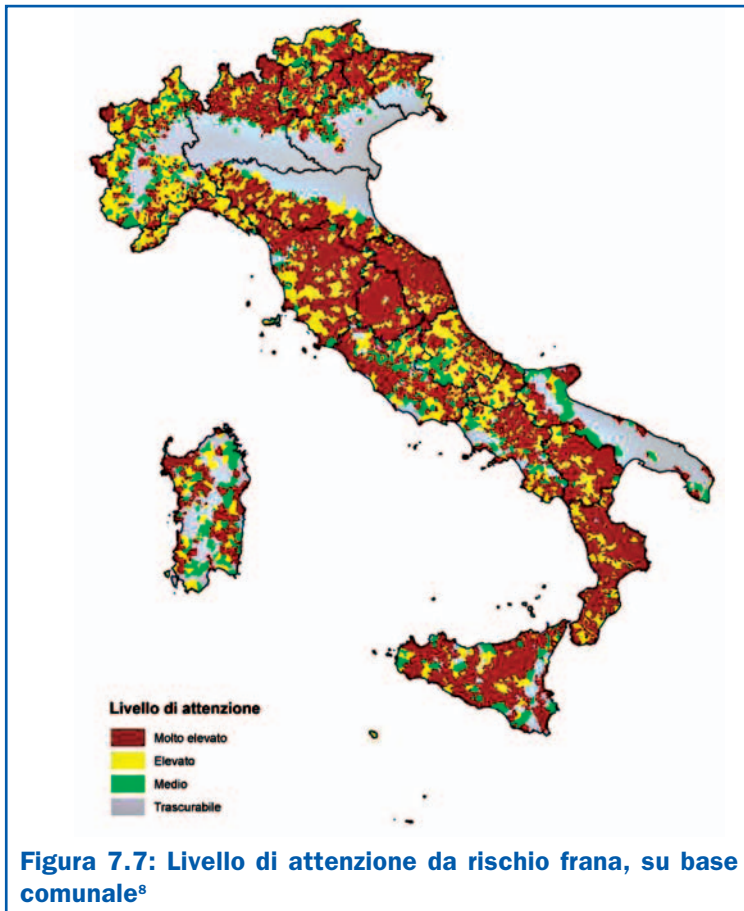 Livello di attenzione
Molto elevato
Elevato
Medio
Trascurabile
Figura 7.7: Livello di attenzione da rischio frana, su base
comunale⁸